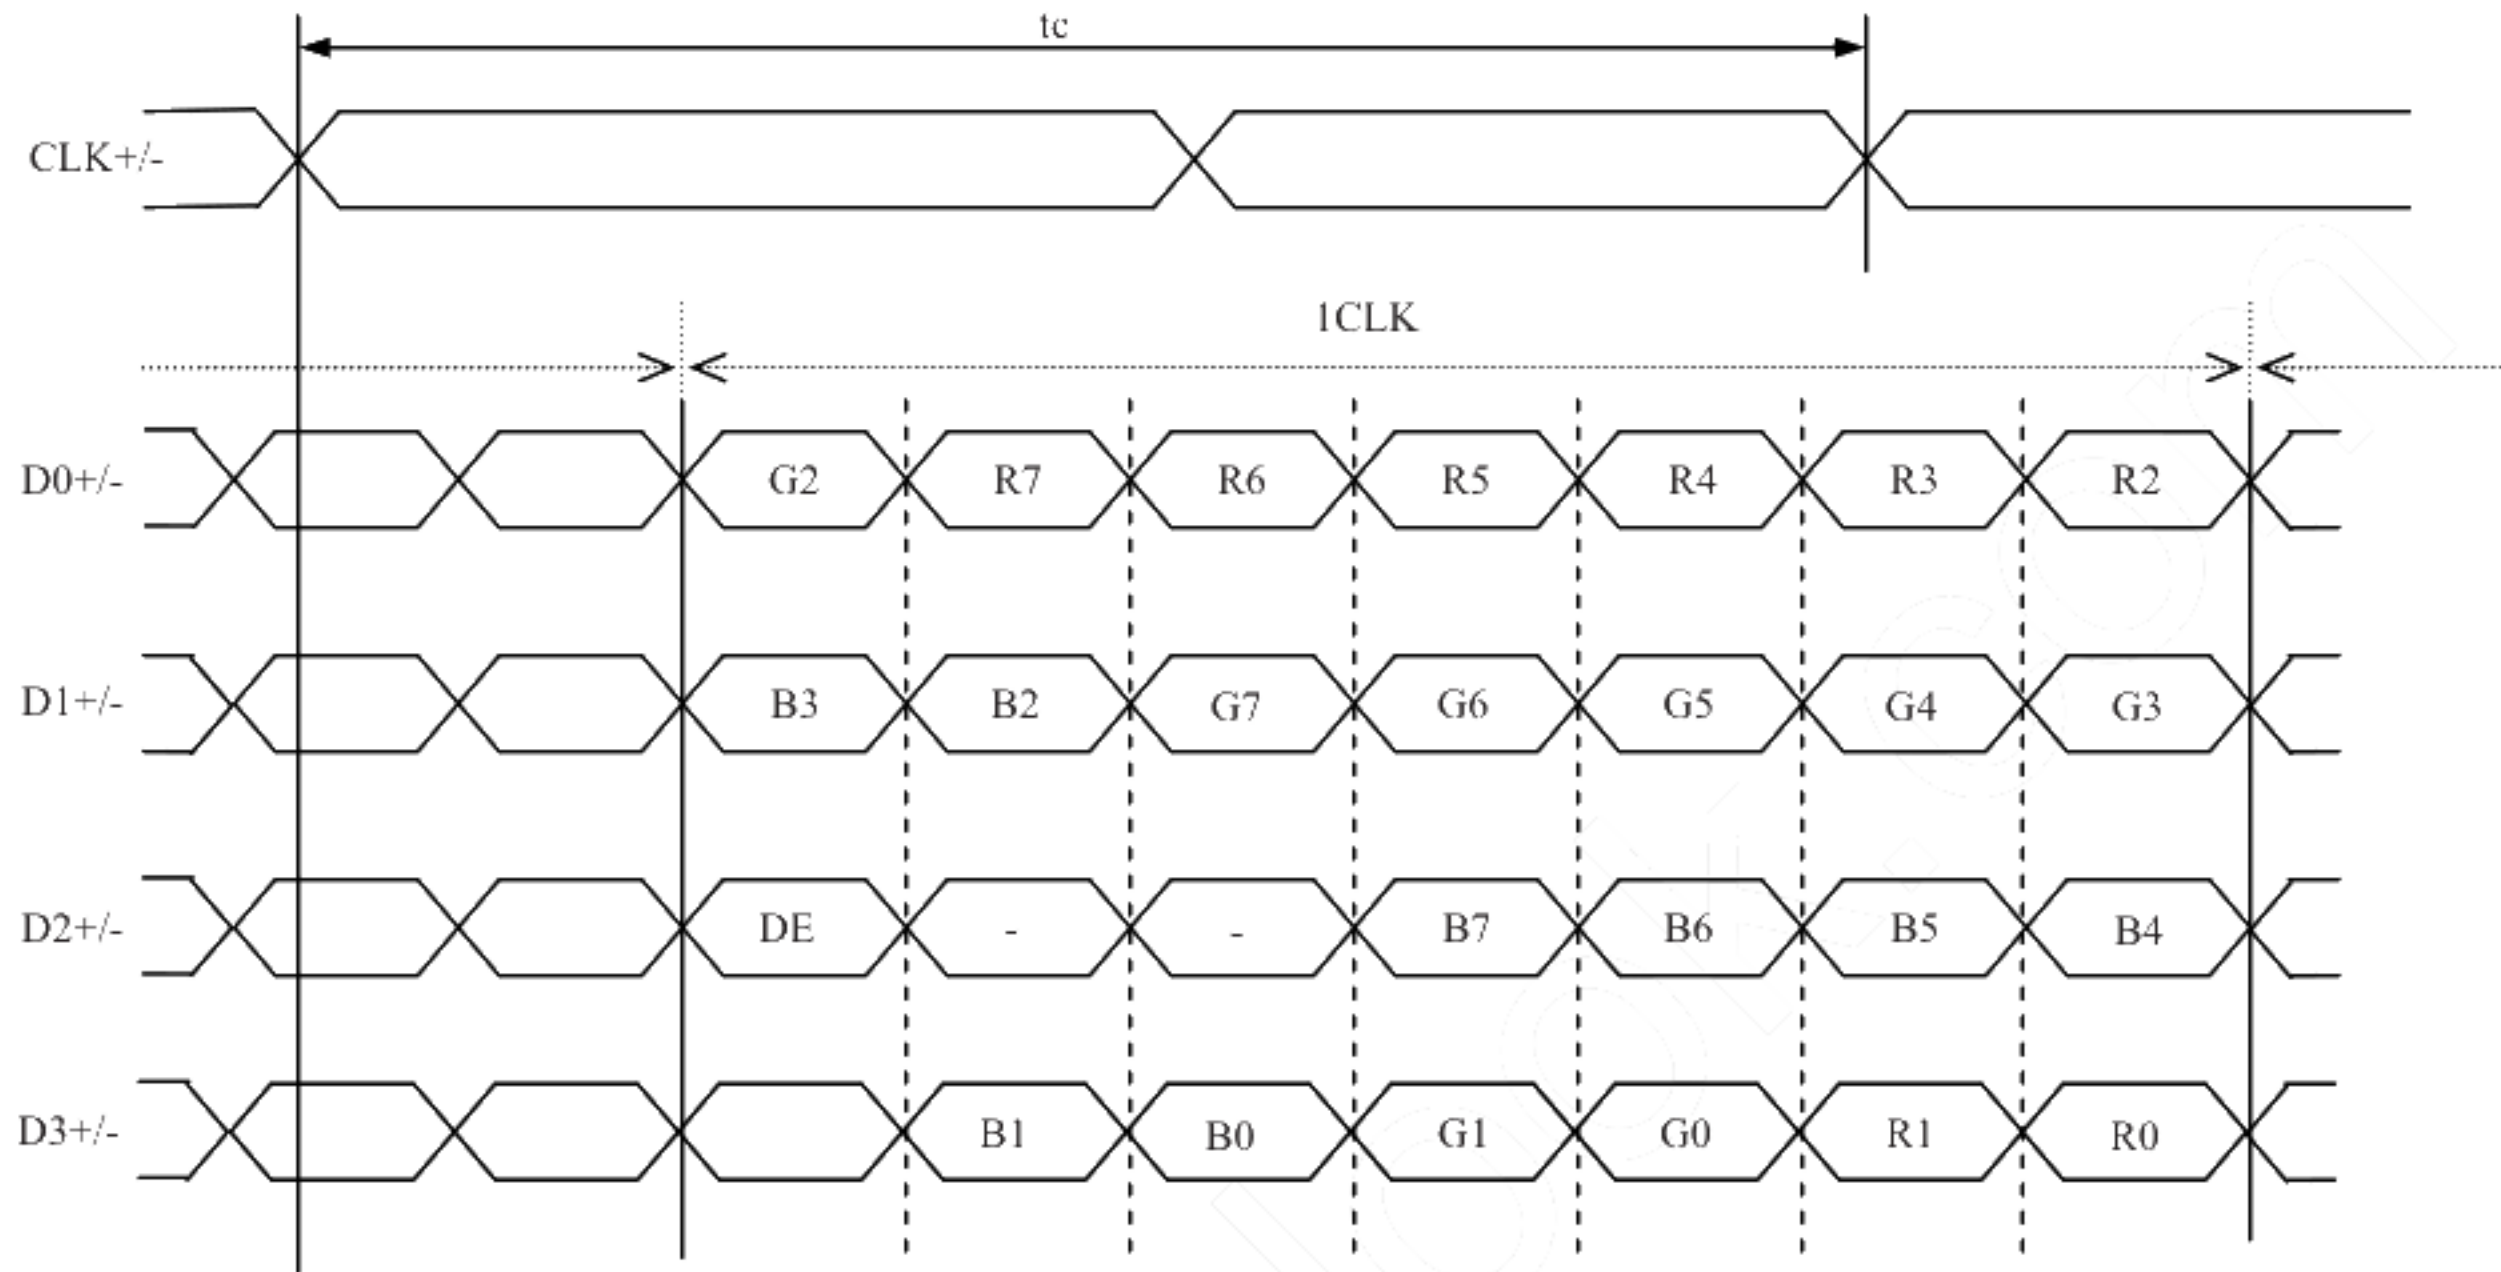 tc
CLK+/-
1CLK
D0+/- G2 R7 R6 R5 R4 R3 R2
D1+/- B3 B2 G7 G6 G5 G4 G3
D2+/- DE - - B7 B6 B5 B4
D3+/- B1 B0 G1 G0 R1 R0